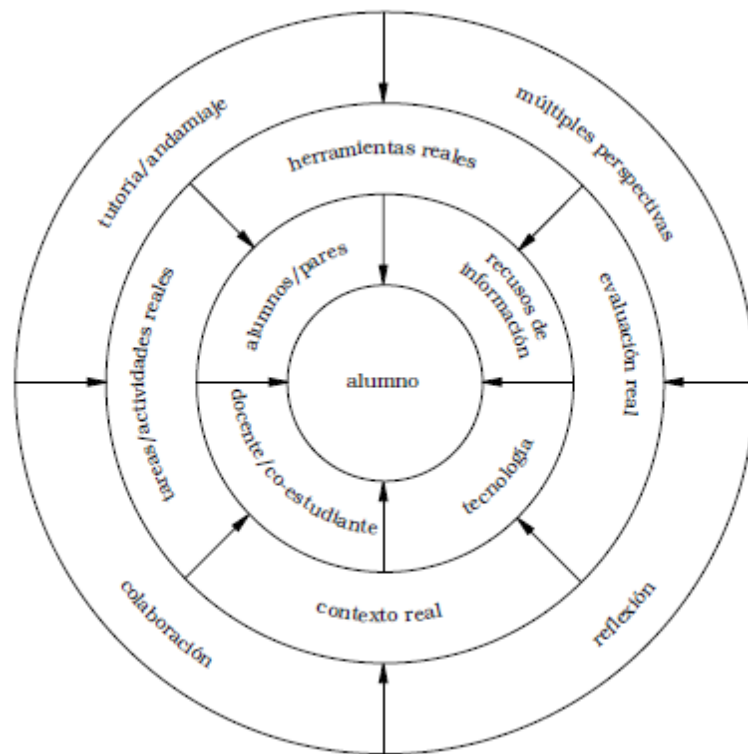 tutoría/andamiaje
múltiples perspectivas
herramientas reales
alumnos/pares
recusos de
información
tareas/actividades reales
evaluación real
alumno
docente/co-estudiante
tecnología
contexto real
colaboración
reflexión